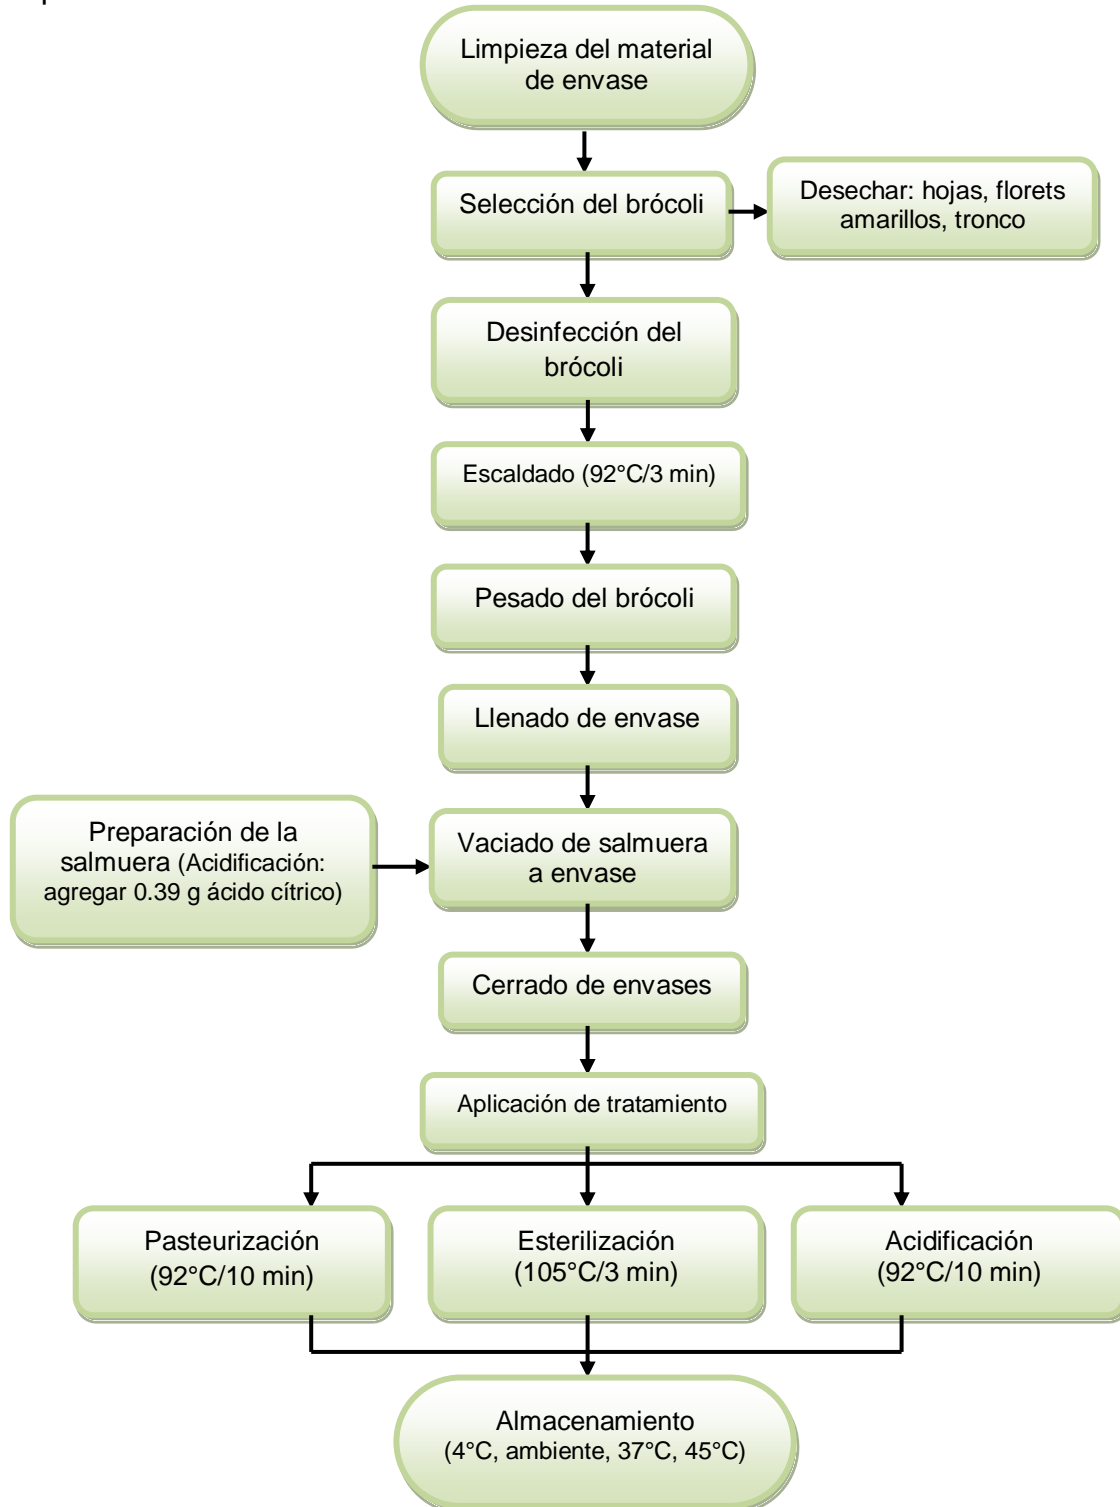 Limpieza del material
de envase
Selección del brócoli
Desechar: hojas, florets
amarillos, tronco
Desinfección del
brócoli
Escaldado (92°C/3 min)
Pesado del brócoli
Llenado de envase
Preparación de la
salmuera (Acidificación:
agregar 0.39 g ácido cítrico)
Vaciado de salmuera
a envase
Cerrado de envases
Aplicación de tratamiento
Pasteurización
(92°C/10 min)
Esterilización
(105°C/3 min)
Acidificación
(92°C/10 min)
Almacenamiento
(4°C, ambiente, 37°C, 45°C)